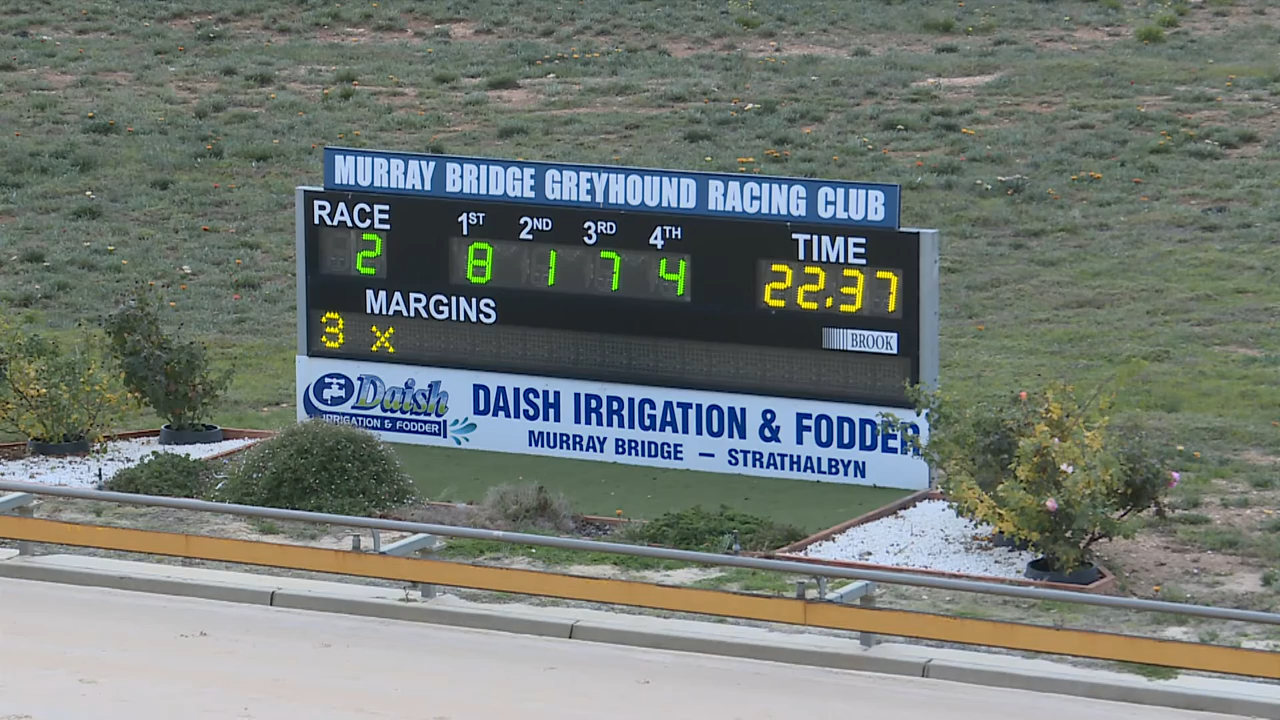 MURRAY BRIDGE GREYHOUND RACING CLUB
RACE 1ST 2ND 3RD 4TH TIME
2 8 1 7 4 22.37
MARGINS
3 x
BROOK
Daish
IRRIGATION & FODDER
DAISH IRRIGATION & FODDER
MURRAY BRIDGE – STRATHALBYN